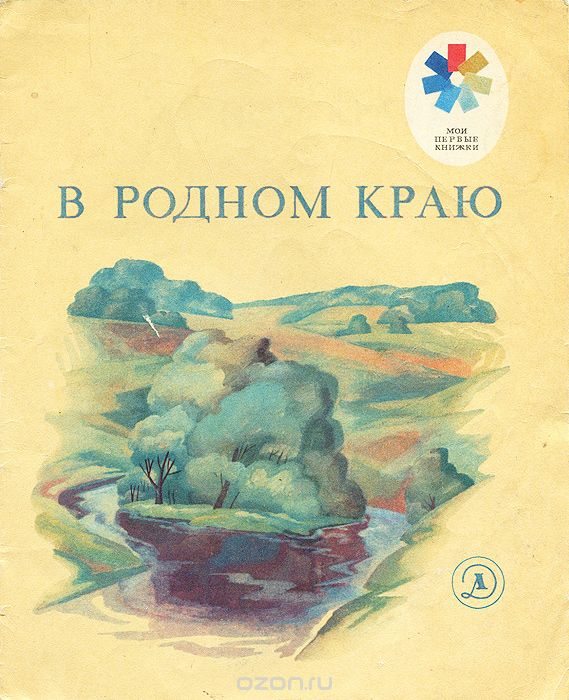 МОИ
ПЕРВЫЕ
КНИЖКИ
В РОДНОМ КРАЮ
Д
ozon.ru